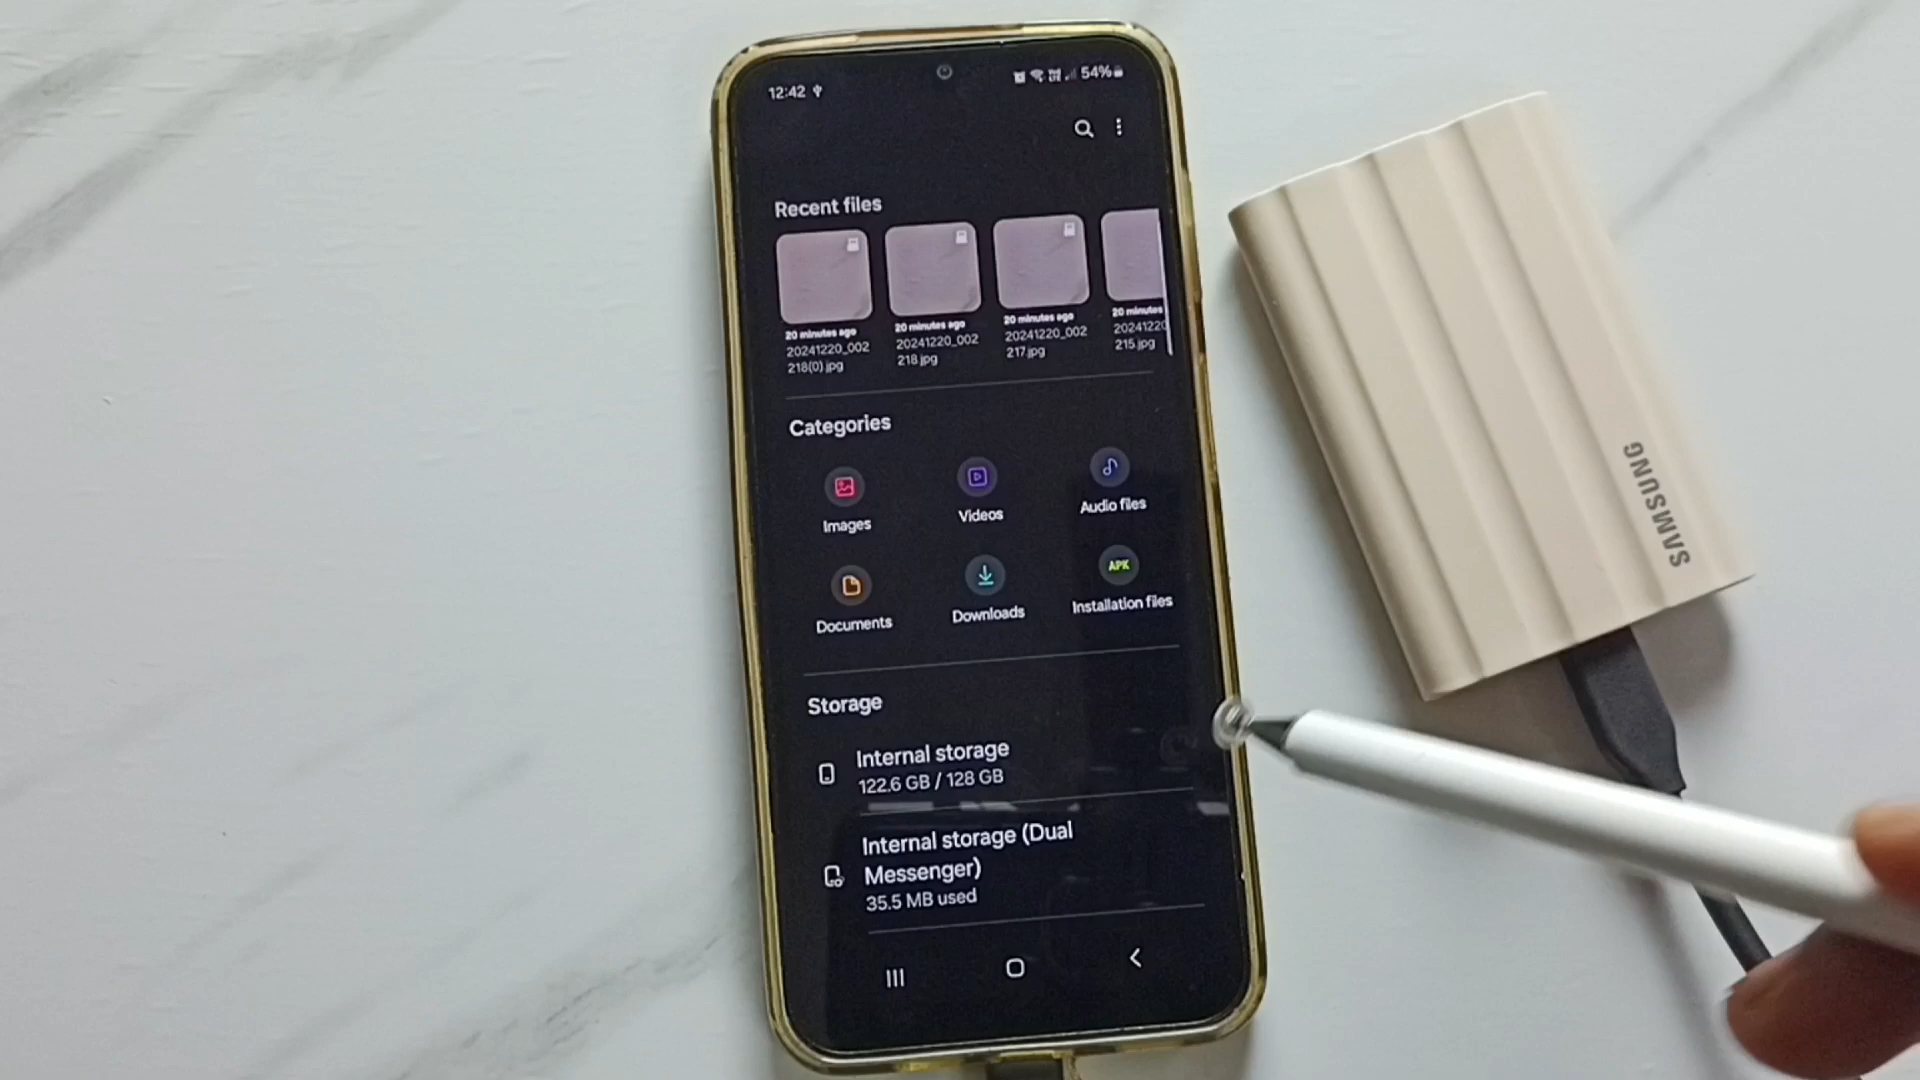 12:42
54%
Recent files
20 minutes ago
20241220_002
218(0).jpg
20 minutes ago
20241220_002
218.jpg
20 minutes ago
20241220_002
217.jpg
20 minutes
20241220
215.jpg
Categories
Images
Videos
Audio files
Documents
Downloads
APK
Installation files
Storage
Internal storage
122.6 GB / 128 GB
Internal storage (Dual
Messenger)
35.5 MB used
SAMSUNG